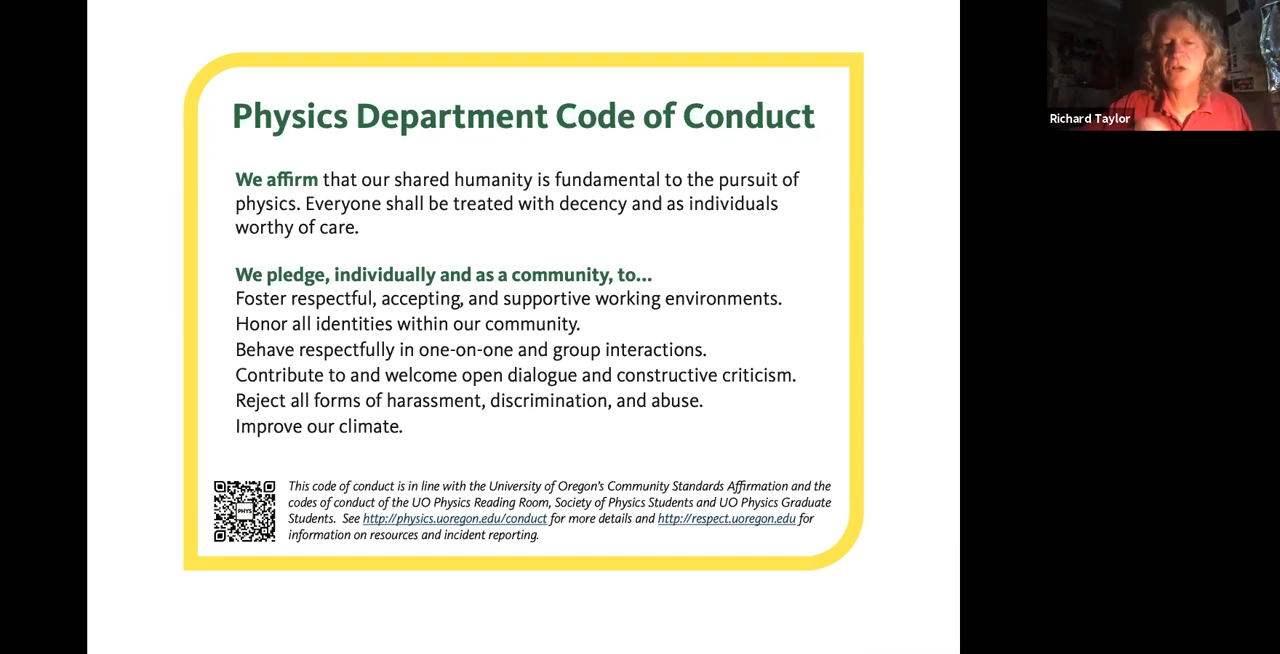 Physics Department Code of Conduct
We affirm that our shared humanity is fundamental to the pursuit of
physics. Everyone shall be treated with decency and as individuals
worthy of care.
We pledge, individually and as a community, to...
Foster respectful, accepting, and supportive working environments.
Honor all identities within our community.
Behave respectfully in one-on-one and group interactions.
Contribute to and welcome open dialogue and constructive criticism.
Reject all forms of harassment, discrimination, and abuse.
Improve our climate.
PHYS
This code of conduct is in line with the University of Oregon's Community Standards Affirmation and the
codes of conduct of the UO Physics Reading Room, Society of Physics Students and UO Physics Graduate
Students. See http://physics.uoregon.edu/conduct for more details and http://respect.uoregon.edu for
information on resources and incident reporting.
Richard Taylor